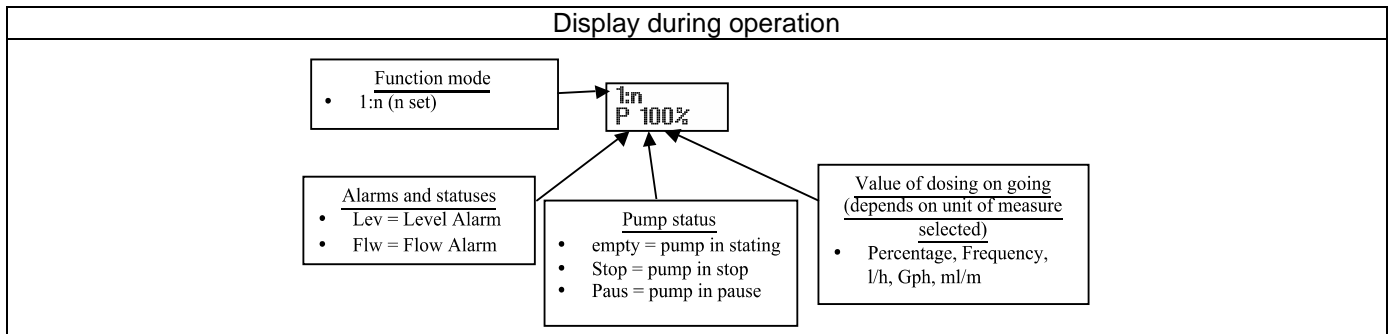 Display during operation
Function mode
• 1:n (n set)
1:n
P 100%
Alarms and statuses
• Lev = Level Alarm
• Flw = Flow Alarm
Pump status
• empty = pump in stating
• Stop = pump in stop
• Paus = pump in pause
Value of dosing on going
(depends on unit of measure
selected)
• Percentage, Frequency,
l/h, Gph, ml/m